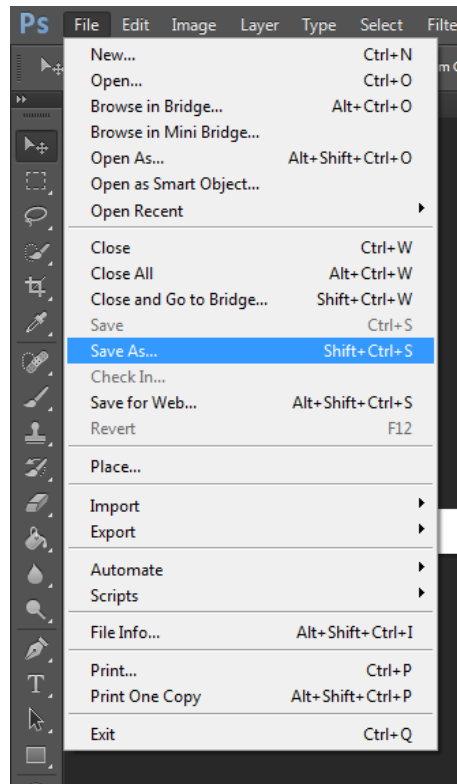 Ps File Edit Image Layer Type Select Filte
New... Ctrl+N
Open... Ctrl+O
Browse in Bridge... Alt+Ctrl+O
Browse in Mini Bridge...
Open As... Alt+Shift+Ctrl+O
Open as Smart Object...
Open Recent
Close Ctrl+W
Close All Alt+Ctrl+W
Close and Go to Bridge... Shift+Ctrl+W
Save Ctrl+S
Save As... Shift+Ctrl+S
Check In...
Save for Web... Alt+Shift+Ctrl+S
Revert F12
Place...
Import
Export
Automate
Scripts
File Info... Alt+Shift+Ctrl+I
Print... Ctrl+P
Print One Copy Alt+Shift+Ctrl+P
Exit Ctrl+Q